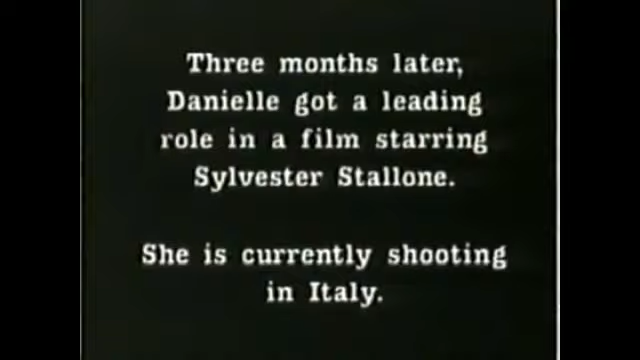 Three months later,
Danielle got a leading
role in a film starring
Sylvester Stallone.
She is currently shooting
in Italy.